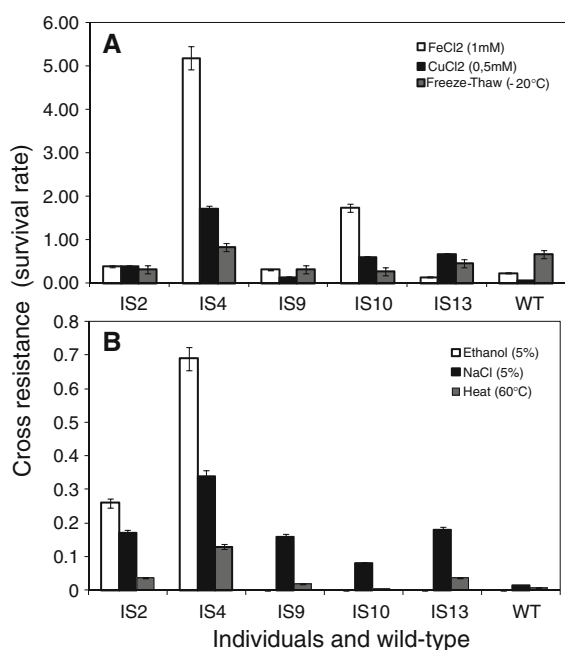 A
FeCl2 (1mM)
CuCl2 (0,5mM)
Freeze-Thaw (-20°C)
6.00
5.00
4.00
3.00
2.00
1.00
0.00
IS2 IS4 IS9 IS10 IS13 WT
Cross resistance (survival rate)
B
Ethanol (5%)
NaCl (5%)
Heat (60°C)
0.8
0.7
0.6
0.5
0.4
0.3
0.2
0.1
0
IS2 IS4 IS9 IS10 IS13 WT
Individuals and wild-type